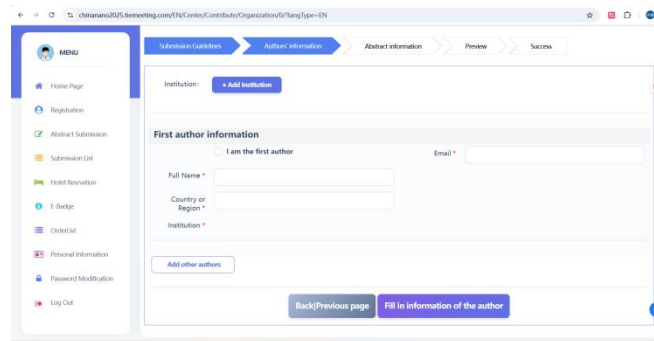 chinanano2025.tiemeeting.com/EN/Center/Contribute/Organization/0/?langType=EN
MENU
Home Page
Registration
Abstract Submission
Submission List
Hotel Resrvation
E-Badge
OrderList
Personal Information
Password Modification
Log Out
Submission Guidelines
Authors' information
Abstract information
Preview
Success
Institution:
+ Add Institution
First author information
I am the first author
Email *
Full Name *
Country or
Region *
Institution *
Add other authors
Back|Previous page
Fill in information of the author